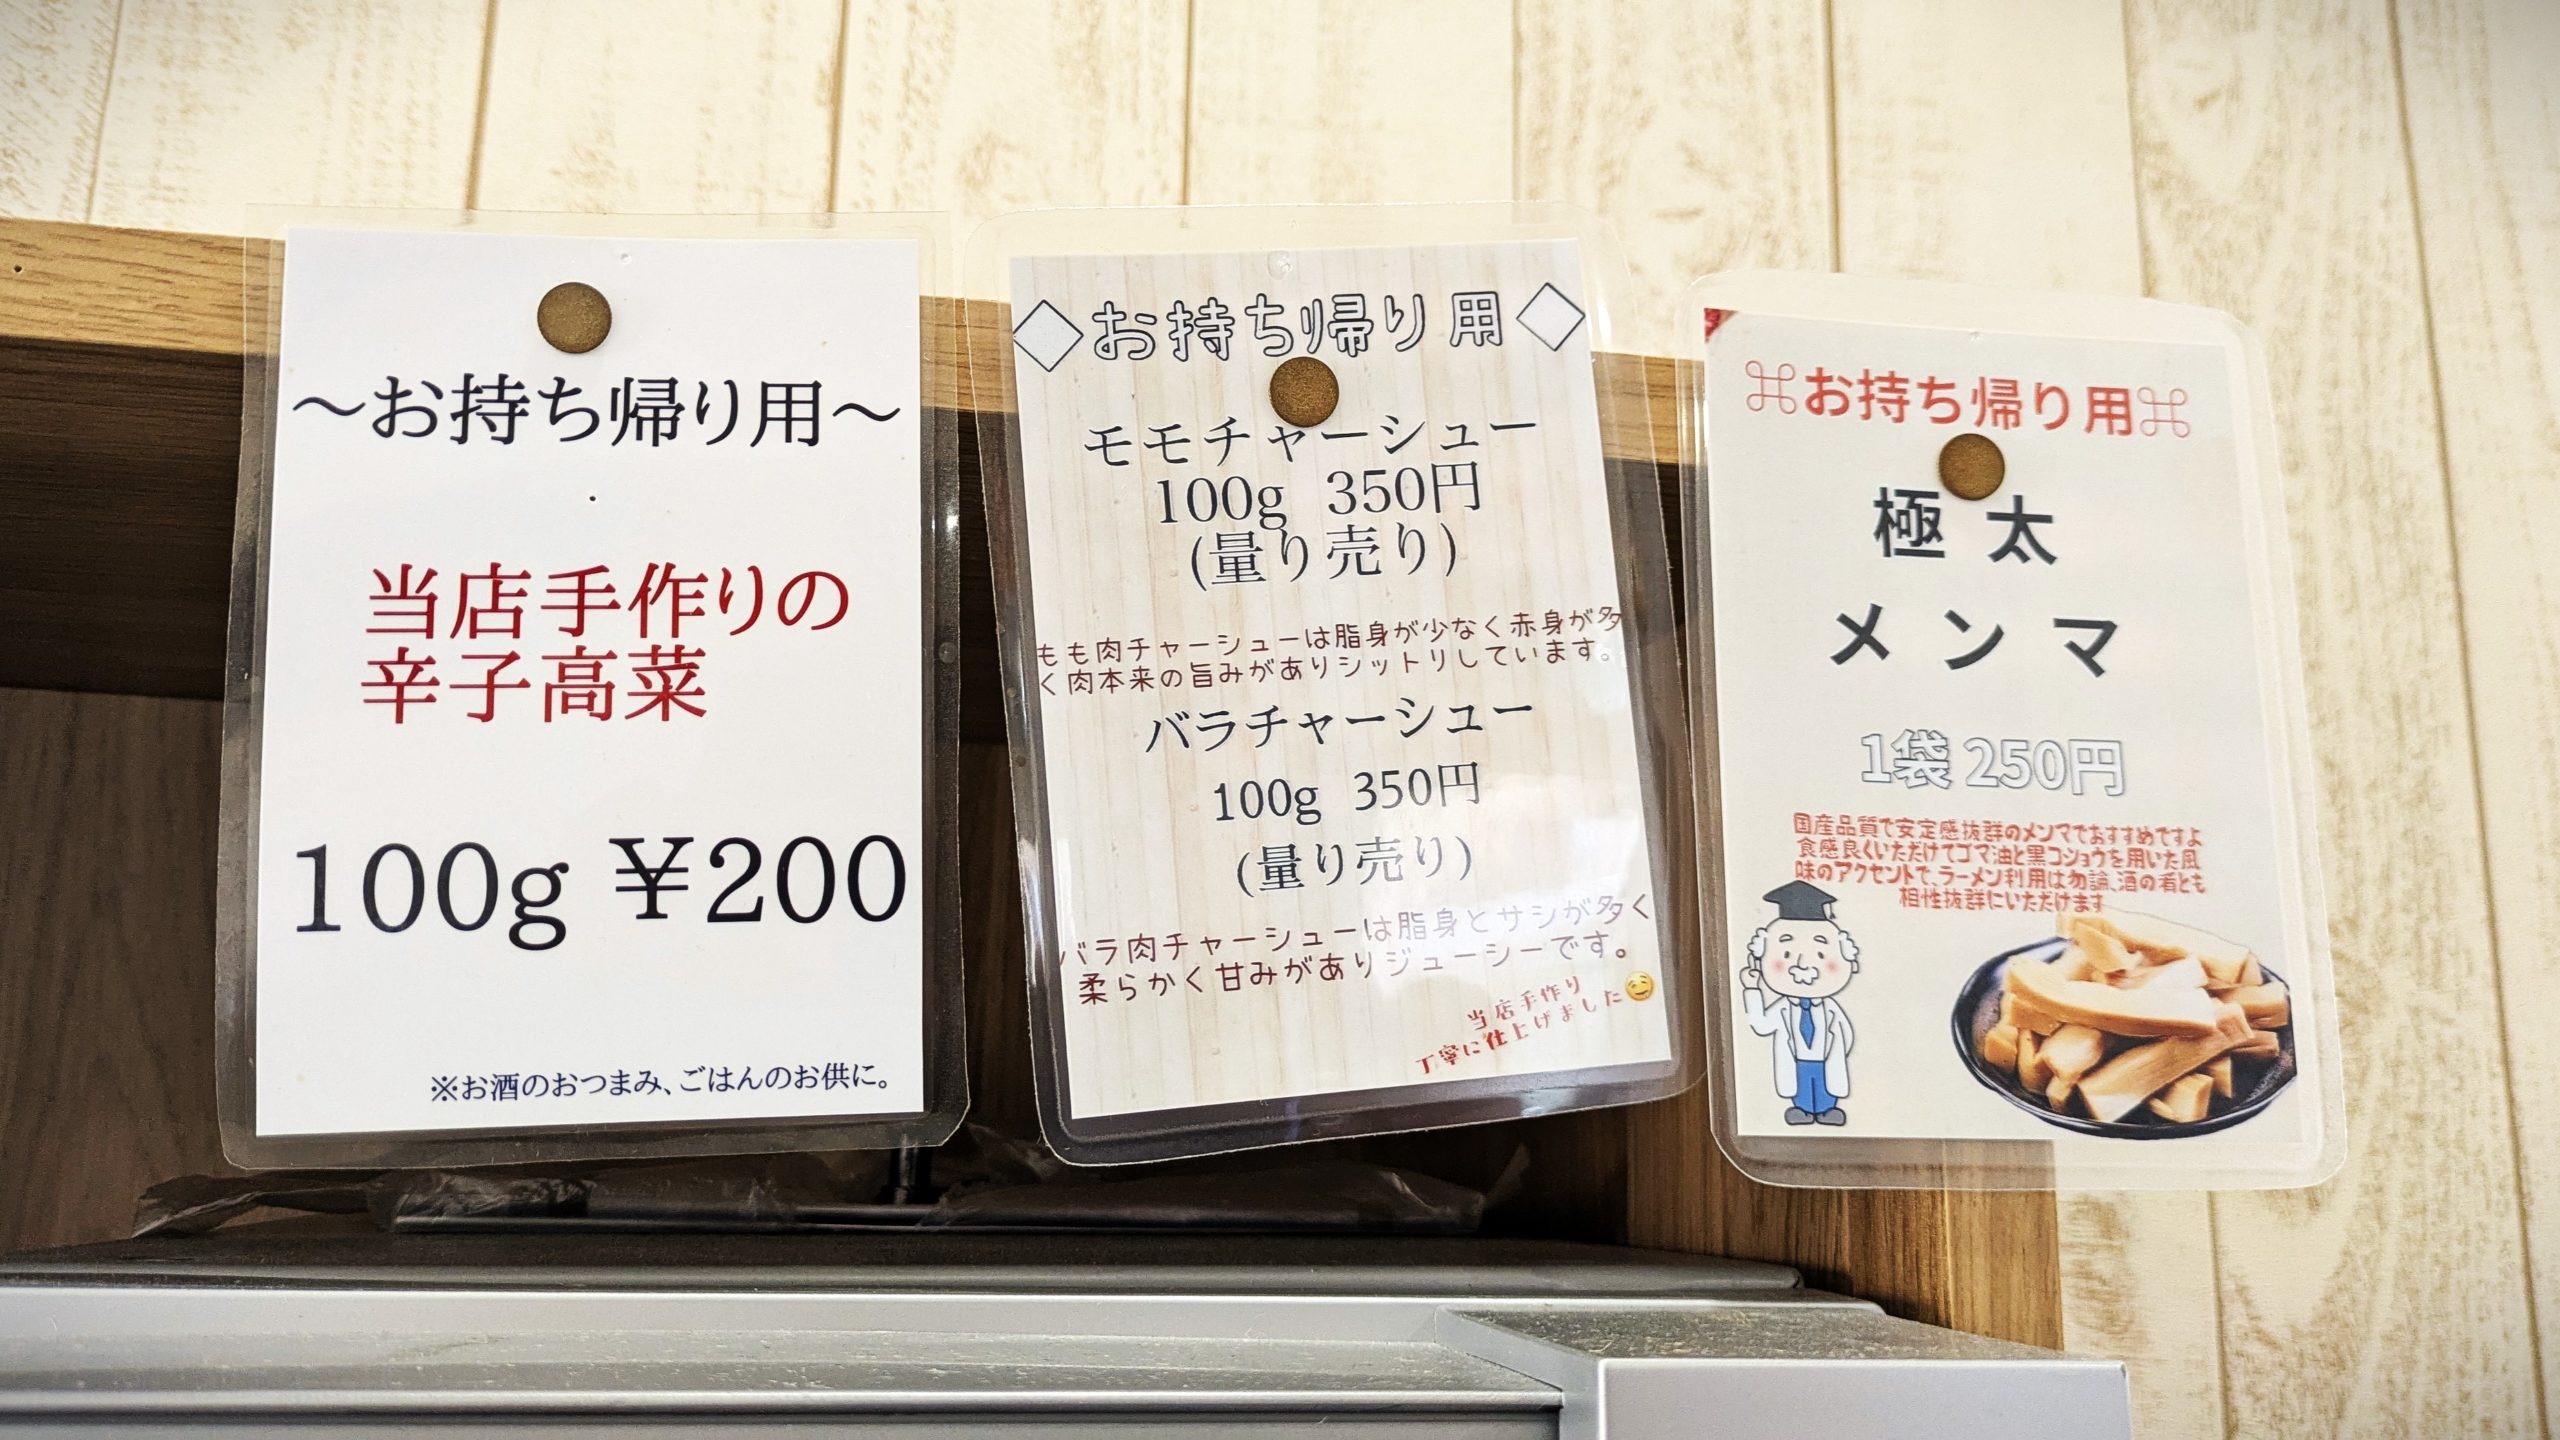 ～お持ち帰り用～
当店手作りの
辛子高菜
100g ￥200
※お酒のおつまみ、ごはんのお供に。
◇お持ち帰り用◇
モモチャーシュー
100g 350円
(量り売り)
もも肉チャーシューは脂身が少なく赤身が多
く肉本来の旨みがありシットリしています。
バラチャーシュー
100g 350円
(量り売り)
バラ肉チャーシューは脂身とサシが多く
柔らかく甘みがありジューシーです。
当店手作り
丁寧に仕上げました🤤
⌘お持ち帰り用⌘
極太
メンマ
1袋 250円
国産品質で安定感抜群のメンマでおすすめですよ
食感良くいただけてゴマ油と黒コショウを用いた風
味のアクセントで、ラーメン利用は勿論、酒の肴とも
相性抜群にいただけます